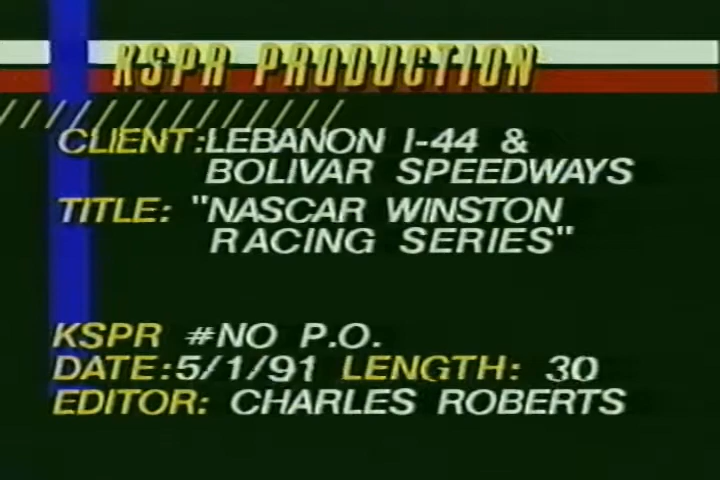 KSPR PRODUCTION
CLIENT:LEBANON I-44 &
BOLIVAR SPEEDWAYS
TITLE: "NASCAR WINSTON
RACING SERIES"
KSPR #NO P.O.
DATE:5/1/91 LENGTH: 30
EDITOR: CHARLES ROBERTS